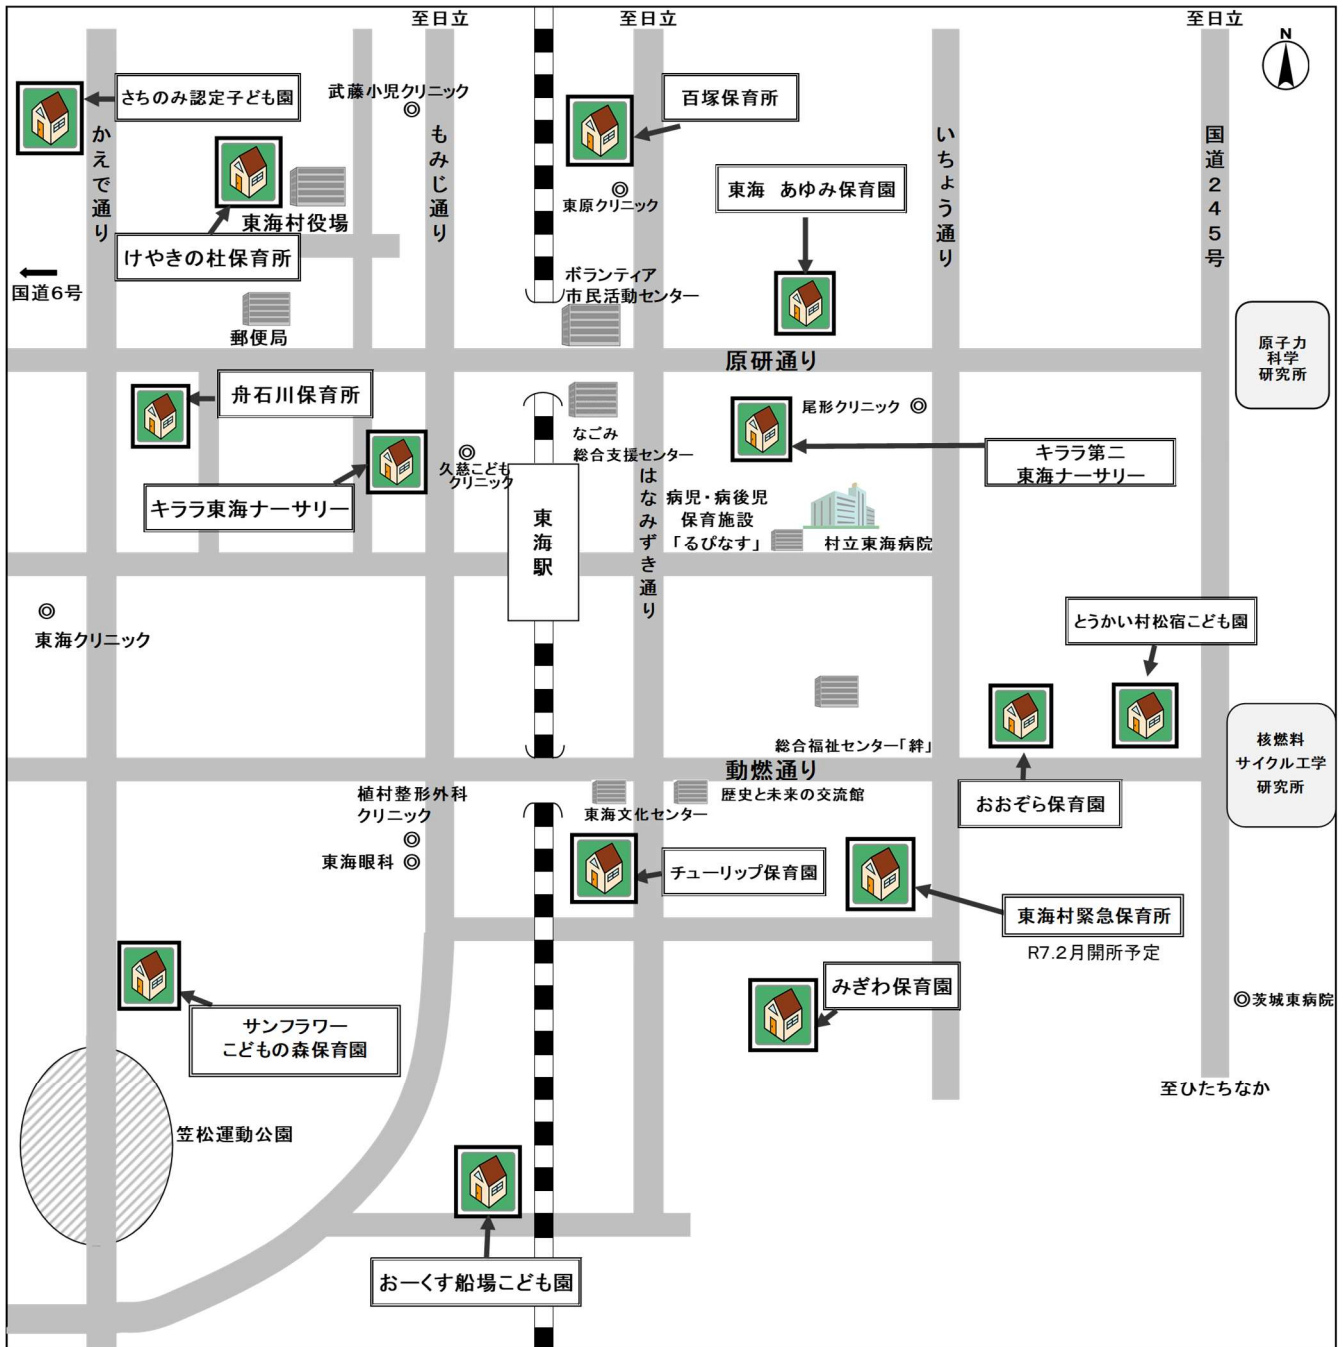 至日立
至日立
至日立
N
さちのみ認定子ども園
武藤小児クリニック
百塚保育所
かえで通り
もみじ通り
いちょう通り
国道245号
東海 あゆみ保育園
東原クリニック
東海村役場
けやきの杜保育所
国道6号
ボランティア
市民活動センター
郵便局
原研通り
原子力
科学
研究所
舟石川保育所
尾形クリニック
なごみ
総合支援センター
キララ第二
東海ナーサリー
久慈こども
クリニック
キララ東海ナーサリー
はなみずき通り
病児・病後児
保育施設
「るぴなす」
村立東海病院
東海駅
東海クリニック
とうかい村松宿こども園
総合福祉センター「絆」
動燃通り
核燃料
サイクル工学
研究所
おおぞら保育園
植村整形外科
クリニック
東海文化センター
歴史と未来の交流館
東海眼科
チューリップ保育園
東海村緊急保育所
R7.2月開所予定
みぎわ保育園
茨城東病院
サンフラワー
こどもの森保育園
至ひたちなか
笠松運動公園
おーくす船場こども園